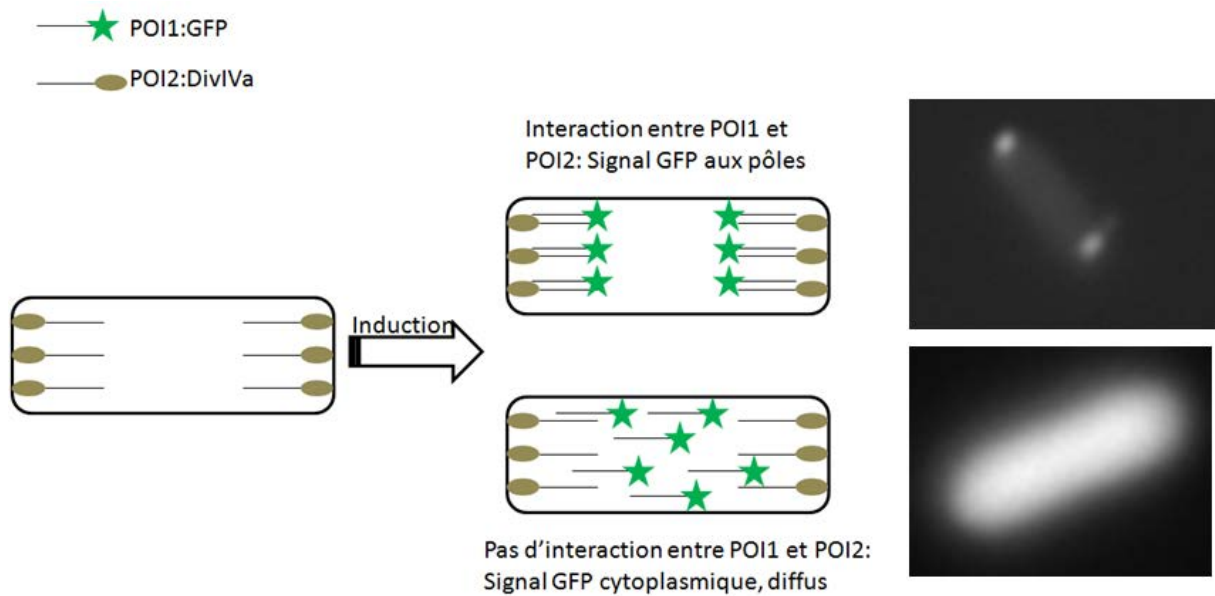 POI1:GFP
POI2:DivIVa
Interaction entre POI1 et
POI2: Signal GFP aux pôles
Induction
Pas d’interaction entre POI1 et POI2:
Signal GFP cytoplasmique, diffus